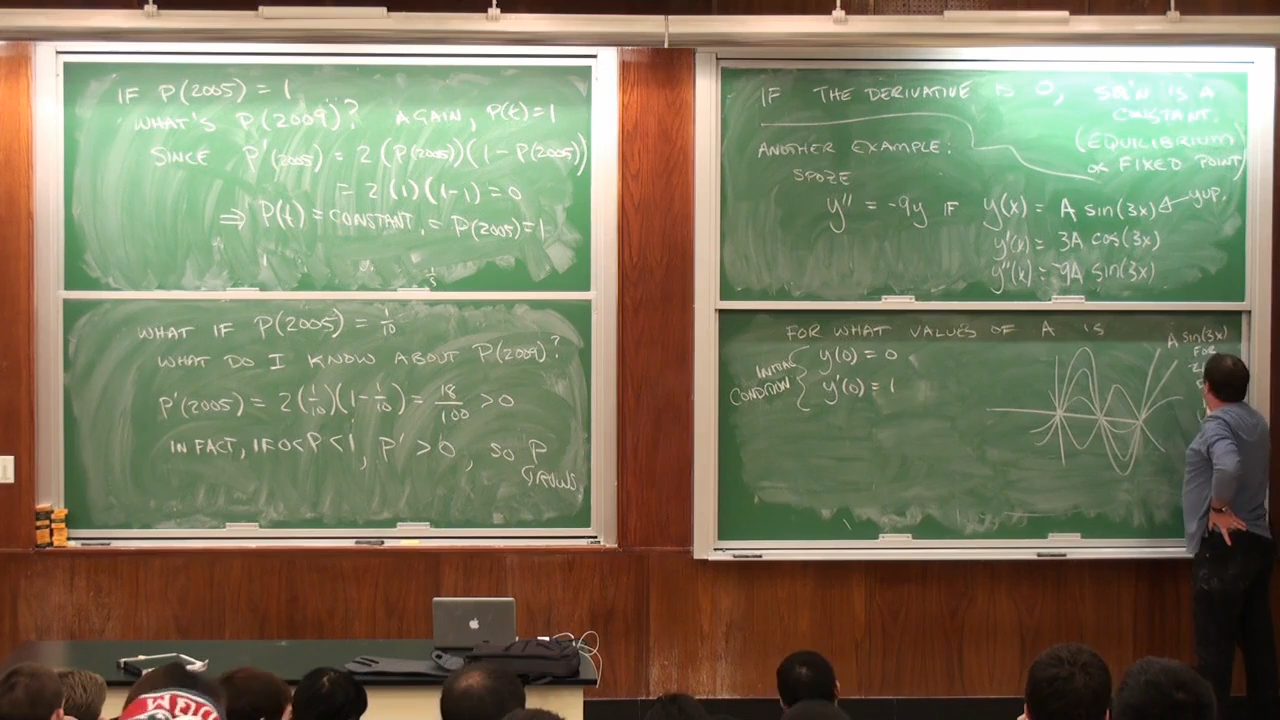 IF P(2005) = 1
WHAT'S P(2009)? AGAIN, P(t)=1
SINCE P'(2005) = 2(P(2005))(1-P(2005))
= 2(1)(1-1)=0
⇒ P(t) = CONSTANT, = P(2005)=1
WHAT IF P(2005) = 1/10
WHAT DO I KNOW ABOUT P(2009)?
P'(2005) = 2(1/10)(1-1/10) = 18/100 >0
IN FACT, IF 0<P<1, P' >0, SO P
GROWS
IF THE DERIVATIVE IS 0, SOL'N IS A
CONSTANT.
(EQUILIBRIUM
OR FIXED POINT)
ANOTHER EXAMPLE:
SPOZE
y'' = -9y IF y(x) = A sin(3x) ← yup.
y'(x) = 3A cos(3x)
y''(x) = -9A sin(3x)
FOR WHAT VALUES OF A IS
INITIAL
CONDITION
y(0) = 0
y'(0) = 1
A sin(3x)
FOR